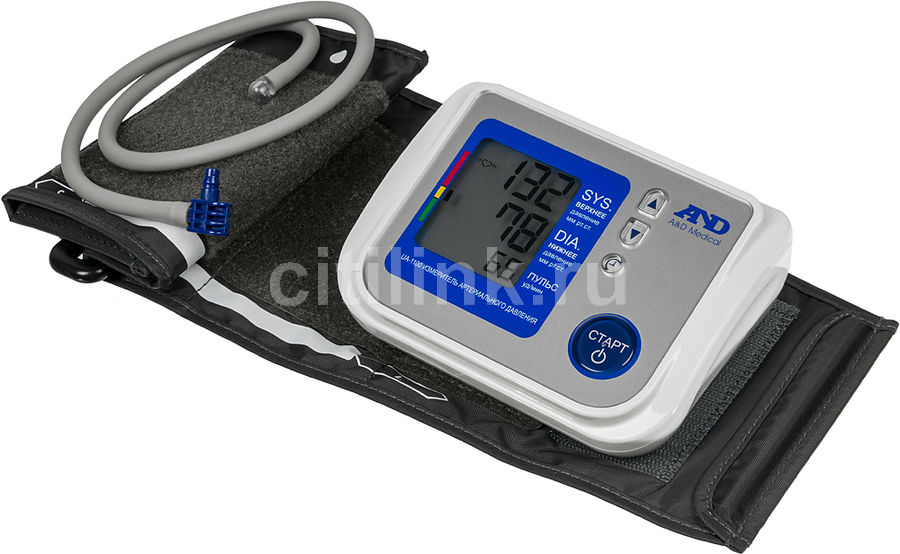 132
SYS.
ВЕРХНЕЕ
давление
мм рт.ст.
78
DIA.
НИЖНЕЕ
давление
мм рт.ст.
ПУЛЬС
уд/мин
UA-1100 ИЗМЕРИТЕЛЬ АРТЕРИАЛЬНОГО ДАВЛЕНИЯ
AND
A&D Medical
СТАРТ
citilink.ru